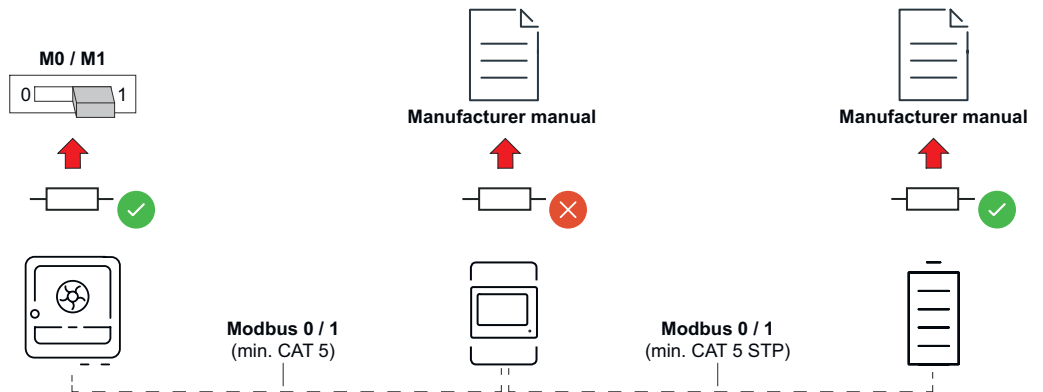 M0 / M1
0 1
Manufacturer manual
Manufacturer manual
Modbus 0 / 1
(min. CAT 5)
Modbus 0 / 1
(min. CAT 5 STP)